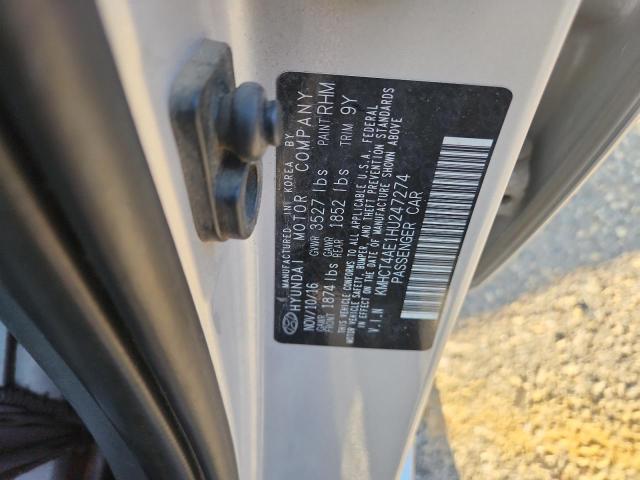 MANUFACTURED IN KOREA BY
HYUNDAI MOTOR COMPANY
NOV/10/16 GVWR 3527 lbs PAINT RHM
GAWR FRONT 1874 lbs GAWR REAR 1852 lbs TRIM 9Y
THIS VEHICLE CONFORMS TO ALL APPLICABLE U.S.A. FEDERAL
MOTOR VEHICLE SAFETY, BUMPER, AND THEFT PREVENTION STANDARDS
IN EFFECT ON THE DATE OF MANUFACTURE SHOWN ABOVE
V.I.N KMHCT4AE1HU247274
PASSENGER CAR